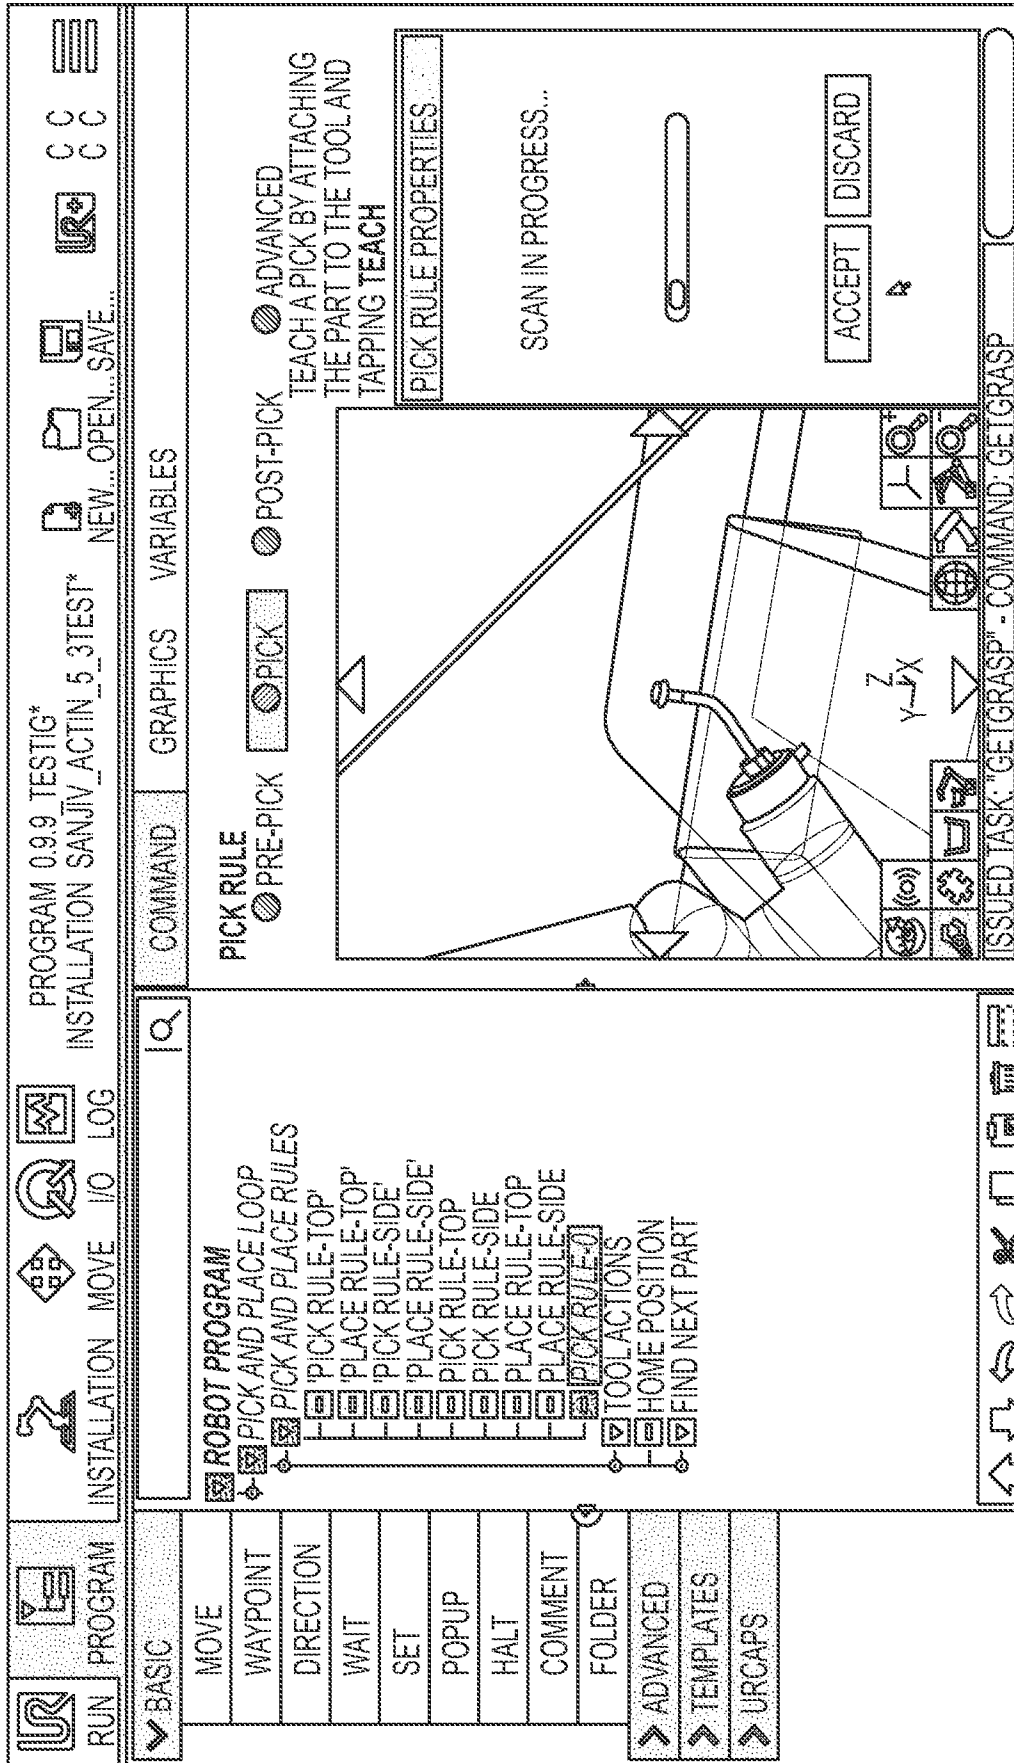 RUN
PROGRAM
INSTALLATION
MOVE
I/O
LOG
PROGRAM 0.9.9_TESTIG*
INSTALLATION SANJIV_ACTIN_5_3TEST*
NEW... OPEN... SAVE...
UR+
C C
C C
BASIC
MOVE
WAYPOINT
DIRECTION
WAIT
SET
POPUP
HALT
COMMENT
FOLDER
ADVANCED
TEMPLATES
URCAPS
ROBOT PROGRAM
PICK AND PLACE LOOP
PICK AND PLACE RULES
'PICK RULE-TOP'
'PLACE RULE-TOP'
'PICK RULE-SIDE'
'PLACE RULE-SIDE'
PICK RULE-TOP
PICK RULE-SIDE
PLACE RULE-TOP
PLACE RULE-SIDE
PICK RULE-0
TOOL ACTIONS
HOME POSITION
FIND NEXT PART
COMMAND GRAPHICS VARIABLES
PICK RULE
PRE-PICK PICK POST-PICK ADVANCED
TEACH A PICK BY ATTACHING
THE PART TO THE TOOL AND
TAPPING TEACH
PICK RULE PROPERTIES
SCAN IN PROGRESS...
ACCEPT DISCARD
Z
Y X
ISSUED TASK: "GETGRASP" - COMMAND: GETGRASP